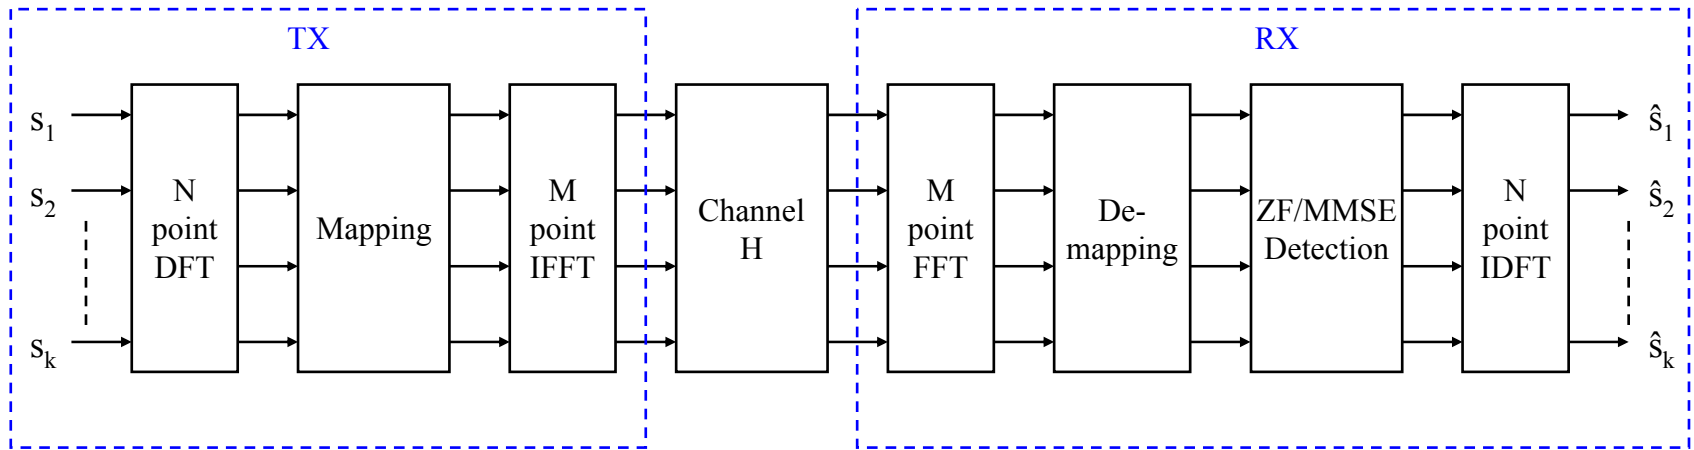 TX
RX
s1
s2
sk
N
point
DFT
Mapping
M
point
IFFT
Channel
H
M
point
FFT
De-
mapping
ZF/MMSE
Detection
N
point
IDFT
ŝ1
ŝ2
ŝk